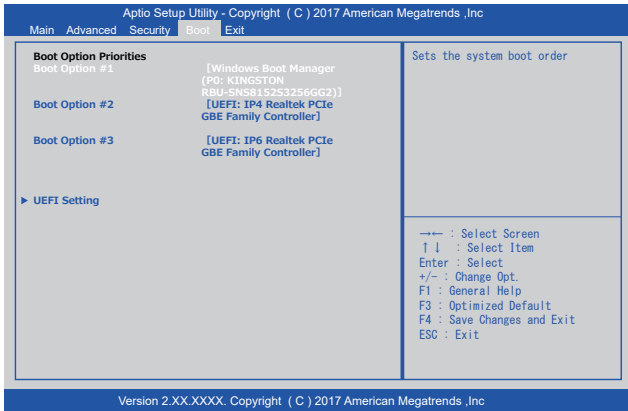 Aptio Setup Utility - Copyright ( C ) 2017 American Megatrends ,Inc
Main Advanced Security Boot Exit
Boot Option Priorities
Boot Option #1 [Windows Boot Manager
(P0: KINGSTON
RBU-SNS8152S3256GG2)]
Boot Option #2 [UEFI: IP4 Realtek PCIe
GBE Family Controller]
Boot Option #3 [UEFI: IP6 Realtek PCIe
GBE Family Controller]
▶ UEFI Setting
Sets the system boot order
→← : Select Screen
↑↓ : Select Item
Enter : Select
+/- : Change Opt.
F1 : General Help
F3 : Optimized Default
F4 : Save Changes and Exit
ESC : Exit
Version 2.XX.XXXX. Copyright ( C ) 2017 American Megatrends ,Inc